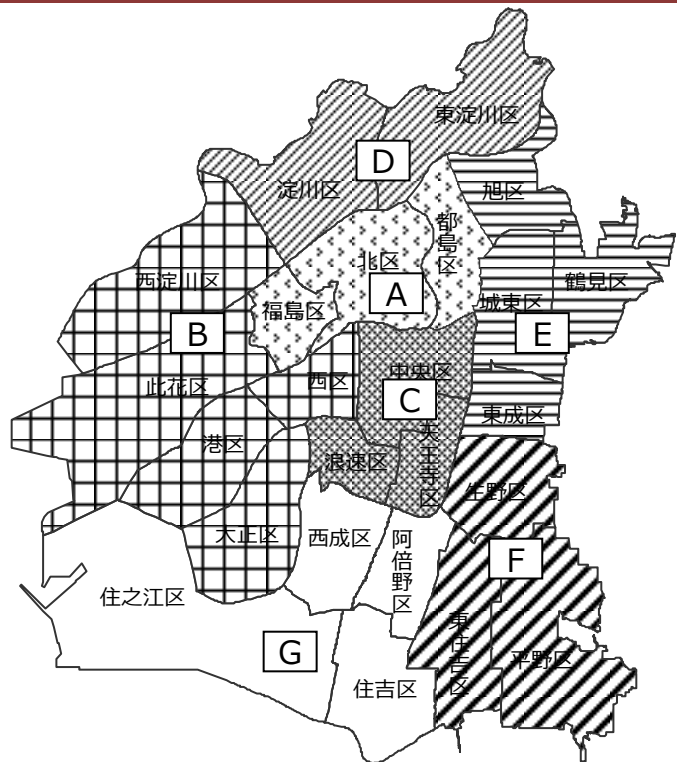 東淀川区
D
淀川区
旭区
都島区
北区
西淀川区
鶴見区
A
福島区
城東区
B
E
中央区
西区
此花区
C
東成区
港区
天王寺区
浪速区
生野区
大正区
西成区
阿倍野区
F
住之江区
東住吉区
G
平野区
住吉区